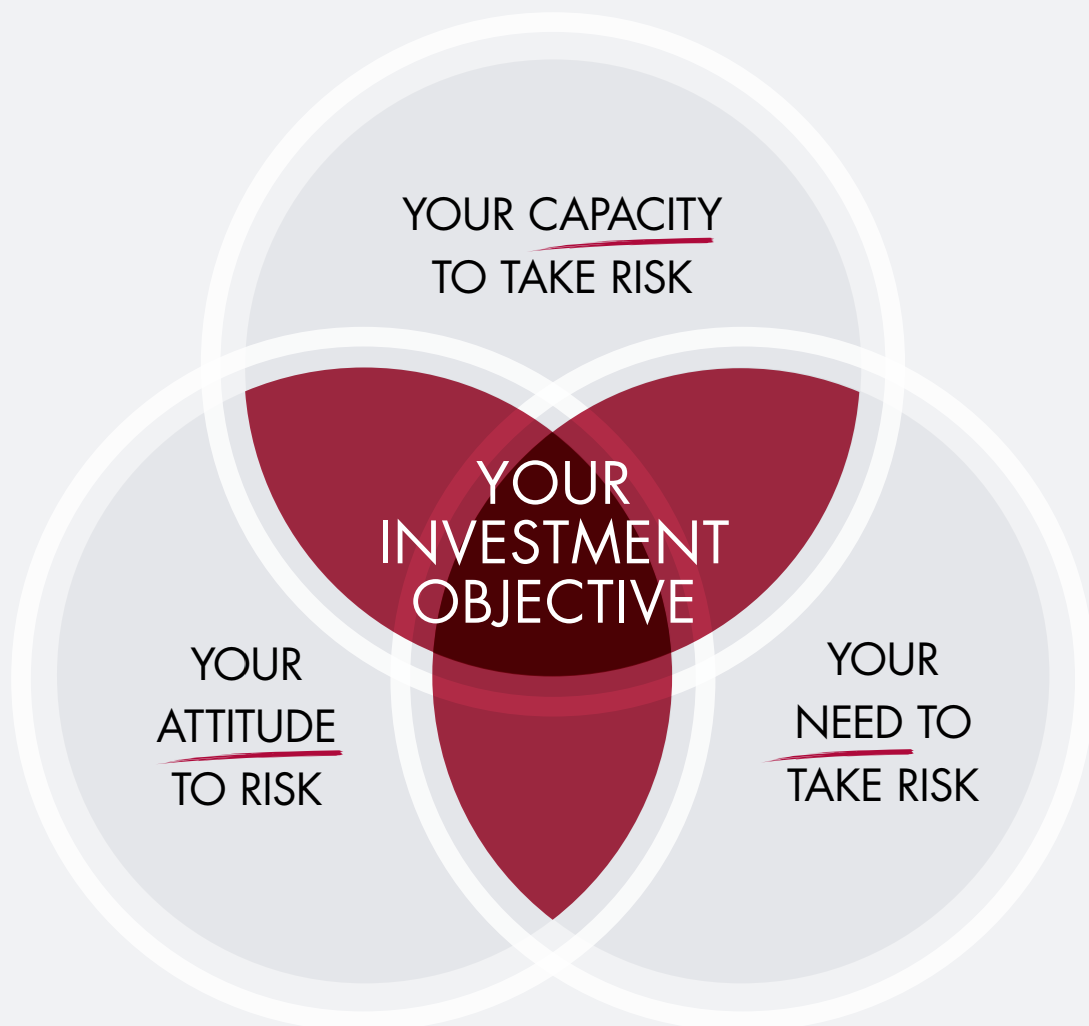 YOUR CAPACITY
TO TAKE RISK
YOUR
INVESTMENT
OBJECTIVE
YOUR
ATTITUDE
TO RISK
YOUR
NEED TO
TAKE RISK